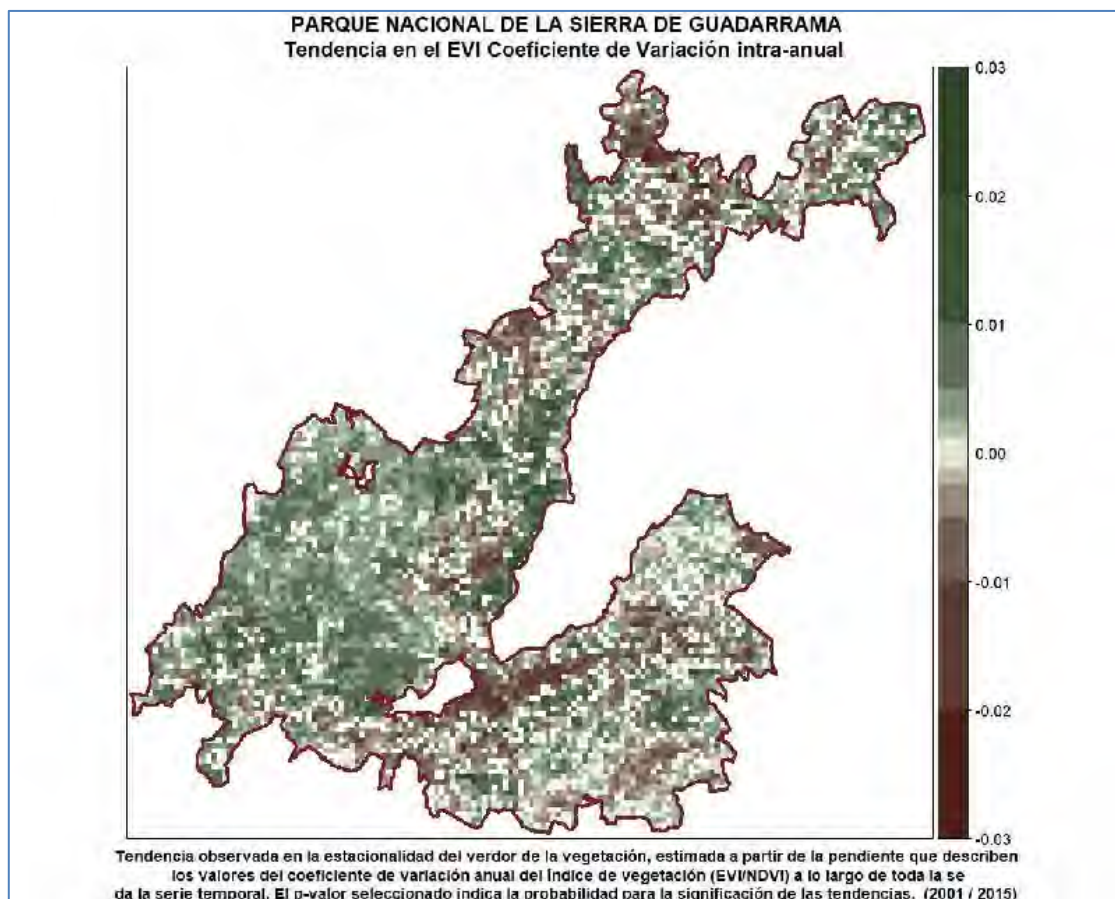 PARQUE NACIONAL DE LA SIERRA DE GUADARRAMA
Tendencia en el EVI Coeficiente de Variación intra-anual
0.03
0.02
0.01
0.00
-0.01
-0.02
-0.03
Tendencia observada en la estacionalidad del verdor de la vegetación, estimada a partir de la pendiente que describen
los valores del coeficiente de variación anual del índice de vegetación (EVI/NDVI) a lo largo de toda la se
da la serie temporal. El p-valor seleccionado indica la probabilidad para la significación de las tendencias. (2001 / 2015)